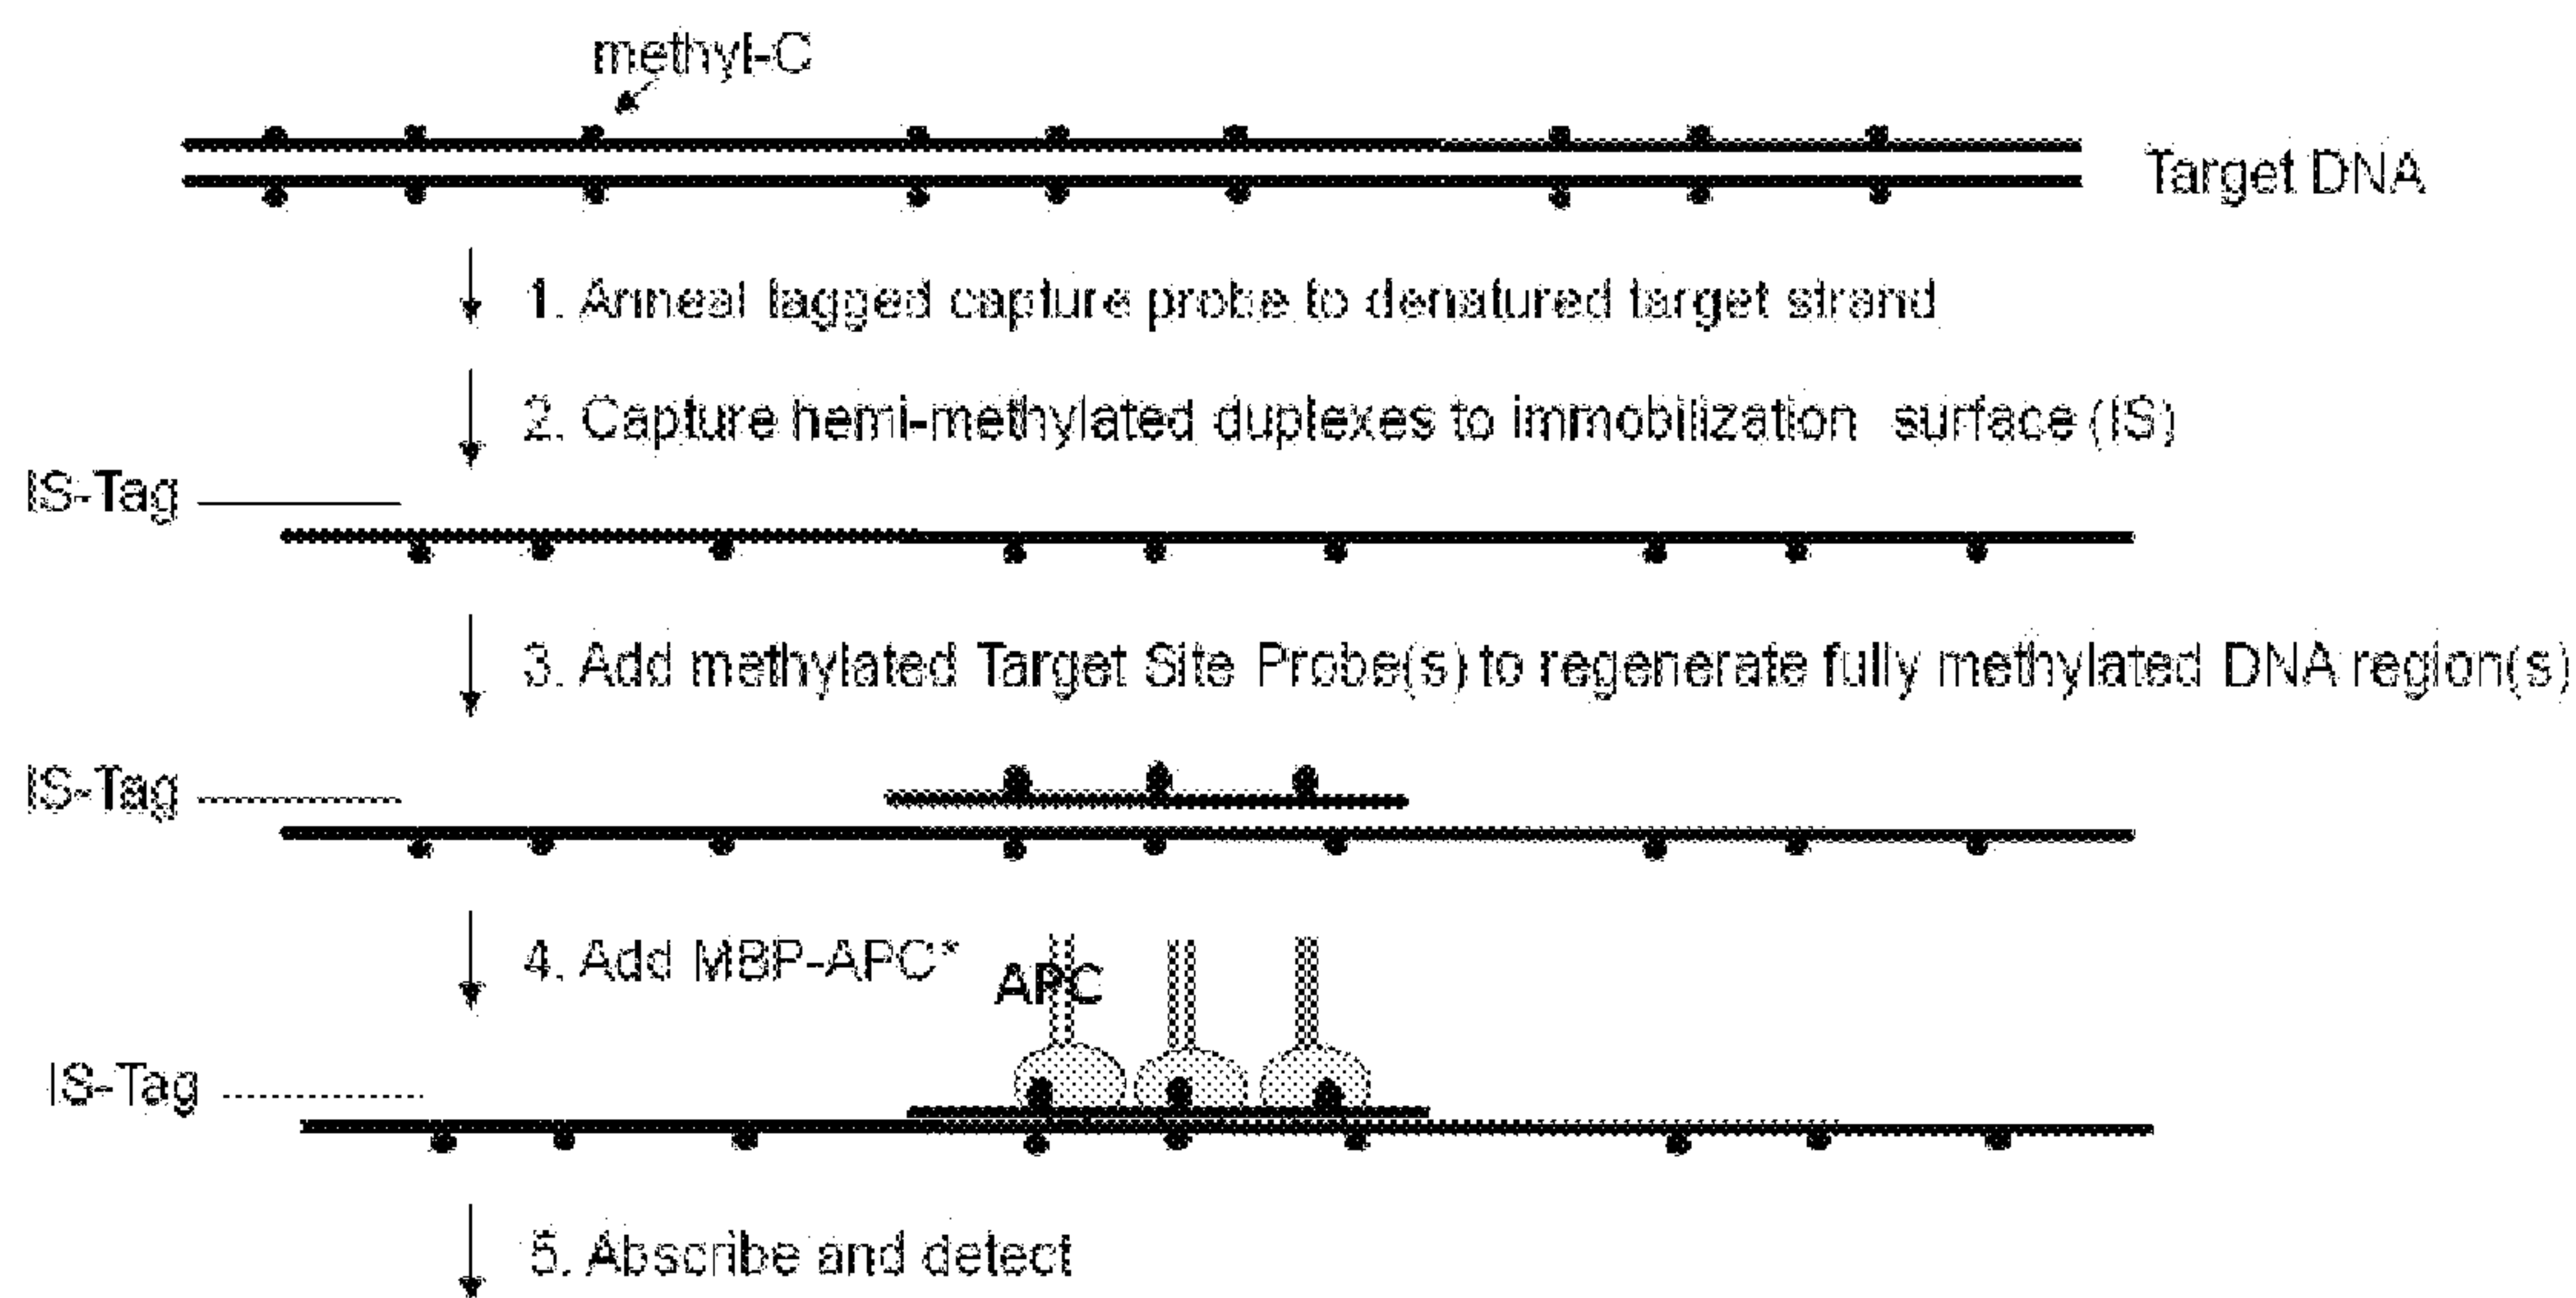 methyl-C
Target DNA
1. Anneal tagged capture probe to denatured target strand
2. Capture hemi-methylated duplexes to immobilization surface (IS)
IS-Tag
3. Add methylated Target Site Probe(s) to regenerate fully methylated DNA region(s)
IS-Tag
4. Add MBP-APC*
APC
IS-Tag
5. Abscribe and detect